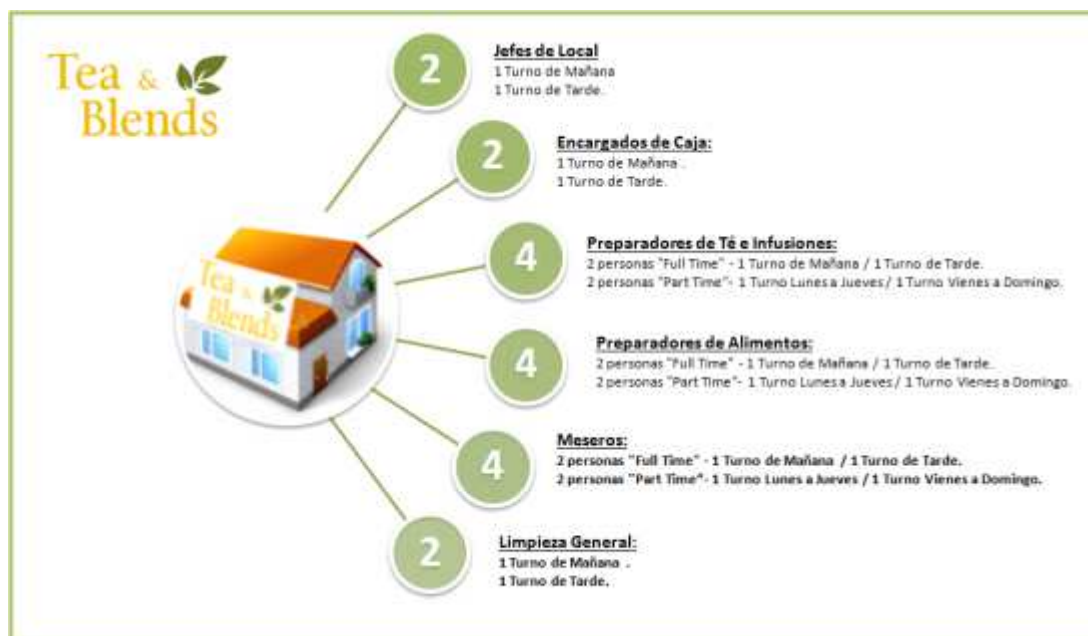 Tea &
Blends
2
Jefes de Local
1 Turno de Mañana
1 Turno de Tarde.
2
Encargados de Caja:
1 Turno de Mañana .
1 Turno de Tarde.
4
Preparadores de Té e Infusiones:
2 personas "Full Time" - 1 Turno de Mañana / 1 Turno de Tarde.
2 personas "Part Time"- 1 Turno Lunes a Jueves / 1 Turno Vienes a Domingo.
Tea &
Blends
4
Preparadores de Alimentos:
2 personas "Full Time" - 1 Turno de Mañana / 1 Turno de Tarde.
2 personas "Part Time"- 1 Turno Lunes a Jueves / 1 Turno Vienes a Domingo.
4
Meseros:
2 personas "Full Time" - 1 Turno de Mañana / 1 Turno de Tarde.
2 personas "Part Time"- 1 Turno Lunes a Jueves / 1 Turno Vienes a Domingo.
2
Limpieza General:
1 Turno de Mañana .
1 Turno de Tarde.